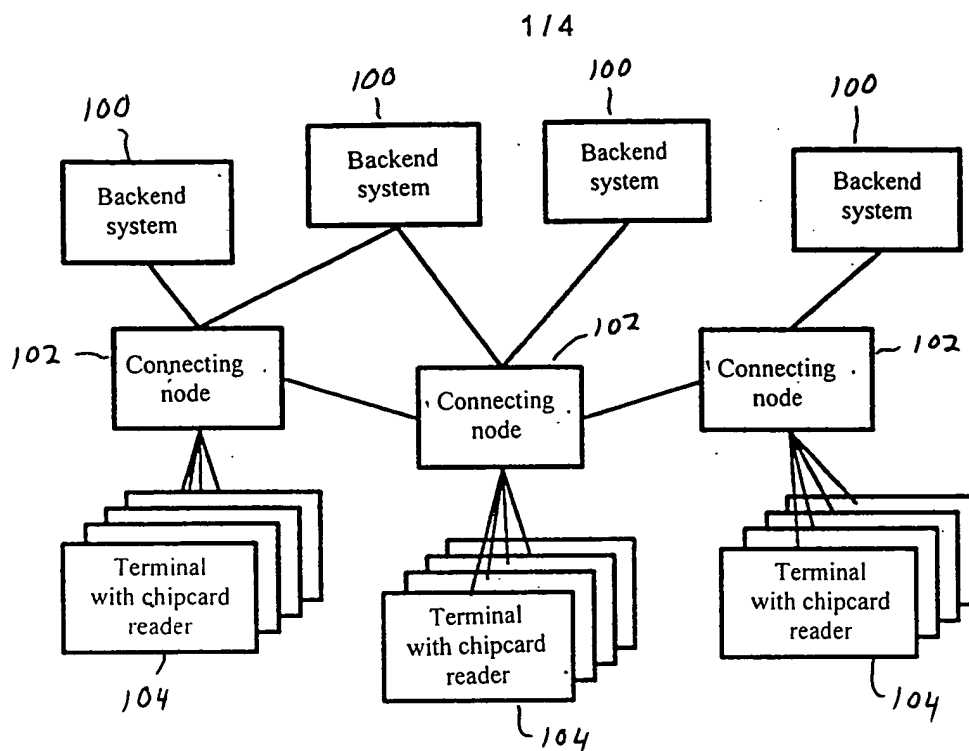 1/4
100
100
100
100
Backend
system
Backend
system
Backend
system
Backend
system
102
Connecting
node
102
Connecting
node
102
Connecting
node
Terminal
with chipcard
reader
104
Terminal
with chipcard
reader
104
Terminal
with chipcard
reader
104